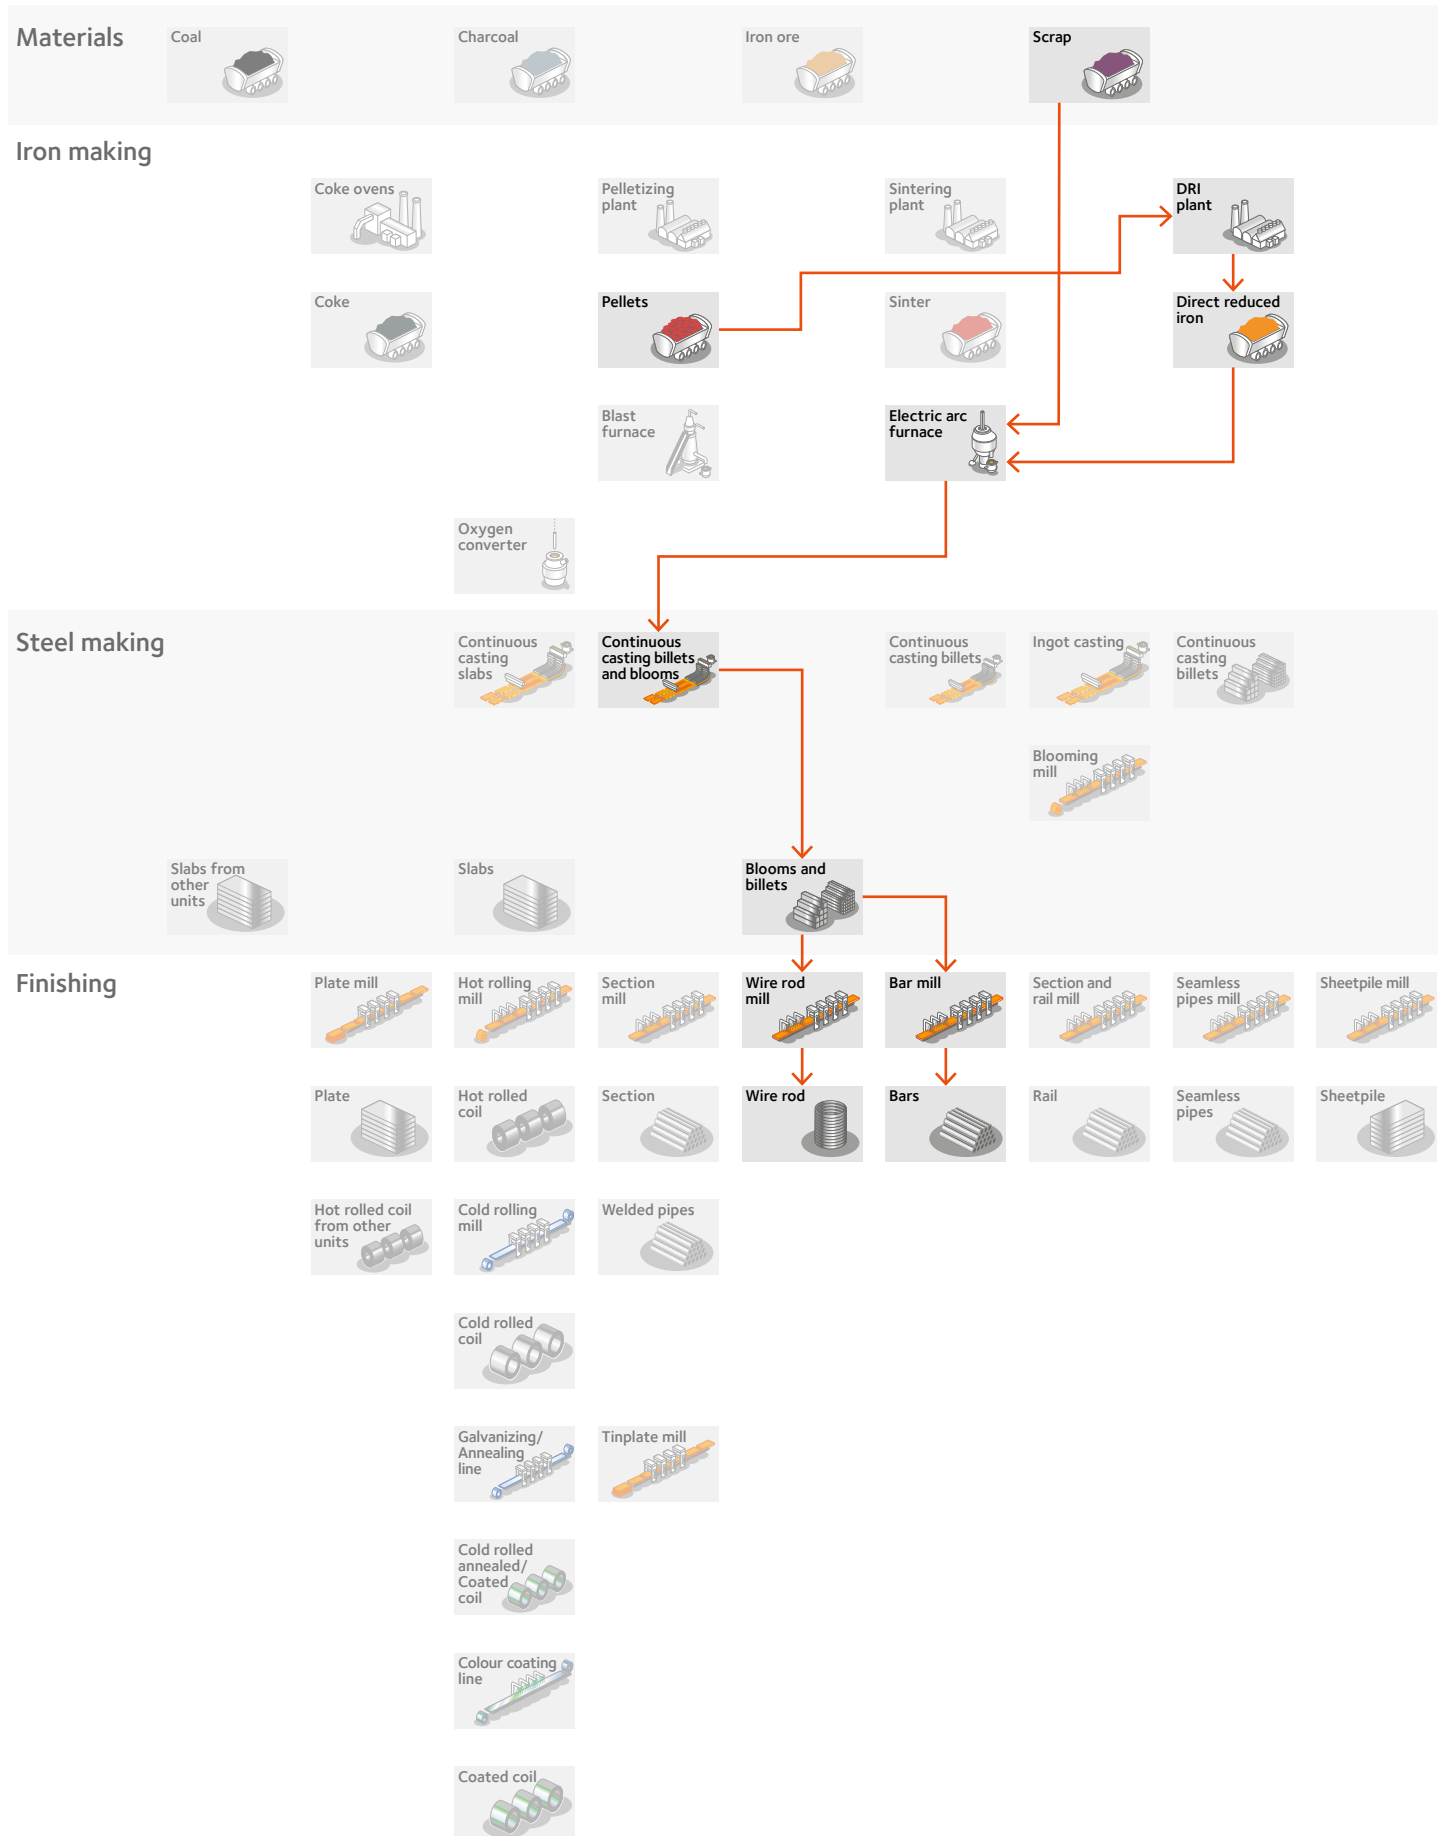 Materials
Coal
Charcoal
Iron ore
Scrap
Iron making
Coke ovens
Pelletizing
plant
Sintering
plant
DRI
plant
Coke
Pellets
Sinter
Direct reduced
iron
Blast
furnace
Electric arc
furnace
Oxygen
converter
Steel making
Continuous
casting
slabs
Continuous
casting billets
and blooms
Continuous
casting billets
Ingot casting
Continuous
casting
billets
Blooming
mill
Slabs from
other
units
Slabs
Blooms and
billets
Finishing
Plate mill
Hot rolling
mill
Section
mill
Wire rod
mill
Bar mill
Section and
rail mill
Seamless
pipes mill
Sheetpile mill
Plate
Hot rolled
coil
Section
Wire rod
Bars
Rail
Seamless
pipes
Sheetpile
Hot rolled coil
from other
units
Cold rolling
mill
Welded pipes
Cold rolled
coil
Galvanizing/
Annealing
line
Tinplate mill
Cold rolled
annealed/
Coated
coil
Colour coating
line
Coated coil